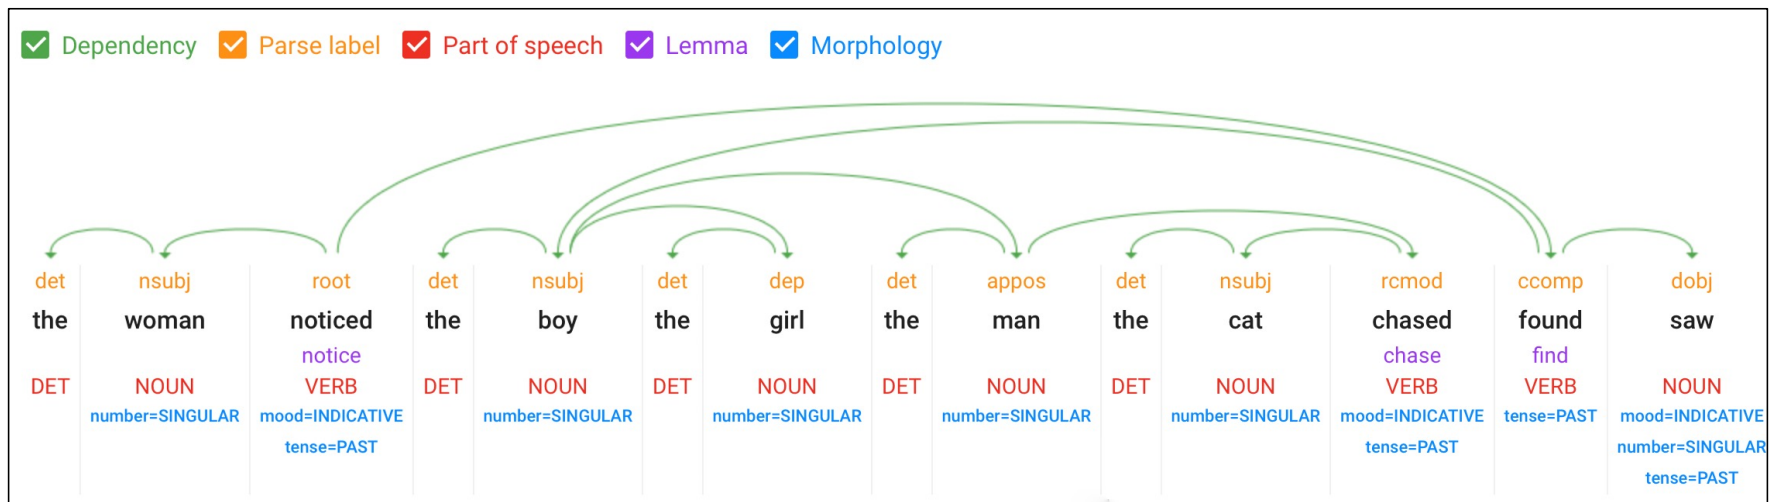 Dependency Parse label Part of speech Lemma Morphology
det nsubj root det nsubj det dep det appos det nsubj rcmod ccomp dobj
the woman noticed the boy the girl the man the cat chased found saw
notice chase find
DET NOUN VERB DET NOUN DET NOUN DET NOUN DET NOUN VERB VERB NOUN
number=SINGULAR mood=INDICATIVE number=SINGULAR number=SINGULAR number=SINGULAR number=SINGULAR mood=INDICATIVE tense=PAST mood=INDICATIVE
tense=PAST tense=PAST number=SINGULAR
tense=PAST